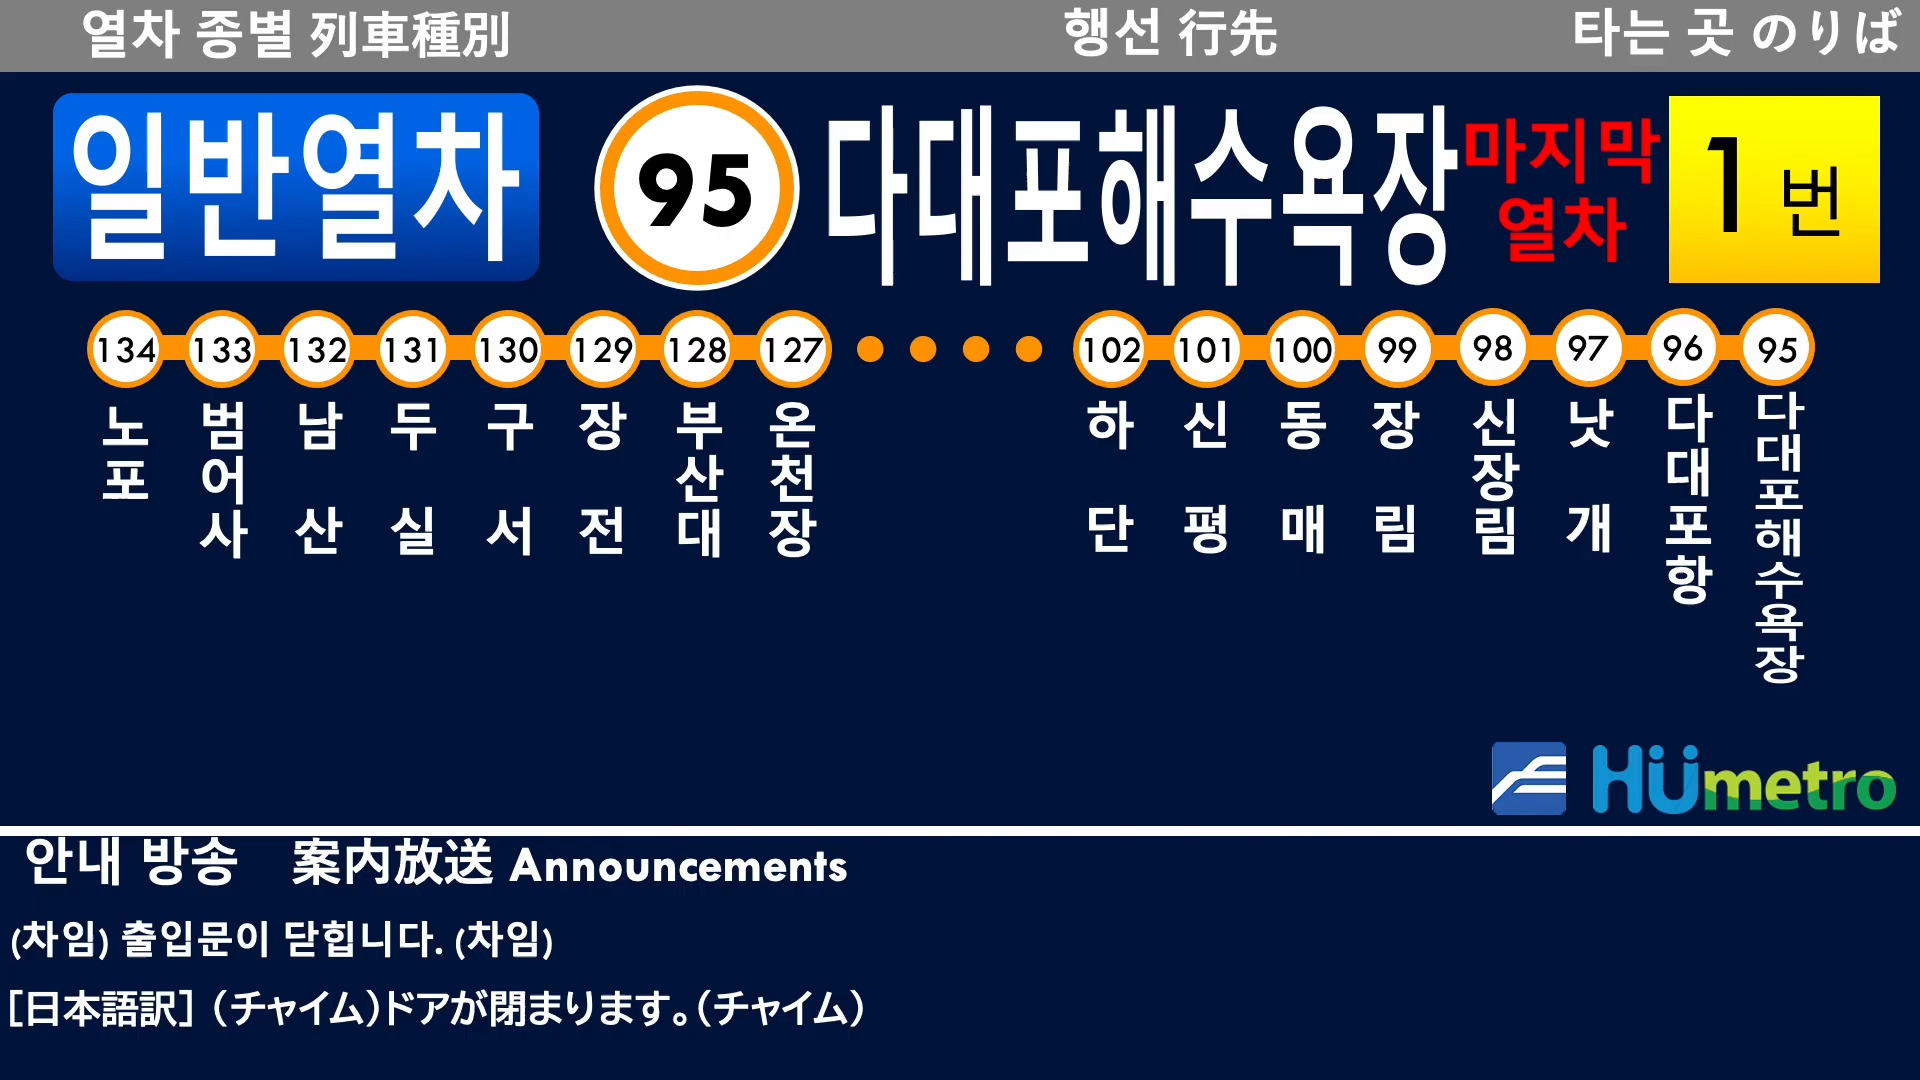 열차 종별 列車種別
행선 行先
타는 곳 のりば
일반열차
95
다대포해수욕장
마지막
열차
1 번
134 133 132 131 130 129 128 127 102 101 100 99 98 97 96 95
노포
범어사
남산
두실
구서
장전
부산대
온천장
하단
신평
동매
장림
신장림
낫개
다대포항
다대포해수욕장
Humetro
안내 방송 案内放送 Announcements
(차임) 출입문이 닫힙니다. (차임)
[日本語訳] （チャイム）ドアが閉まります。（チャイム）